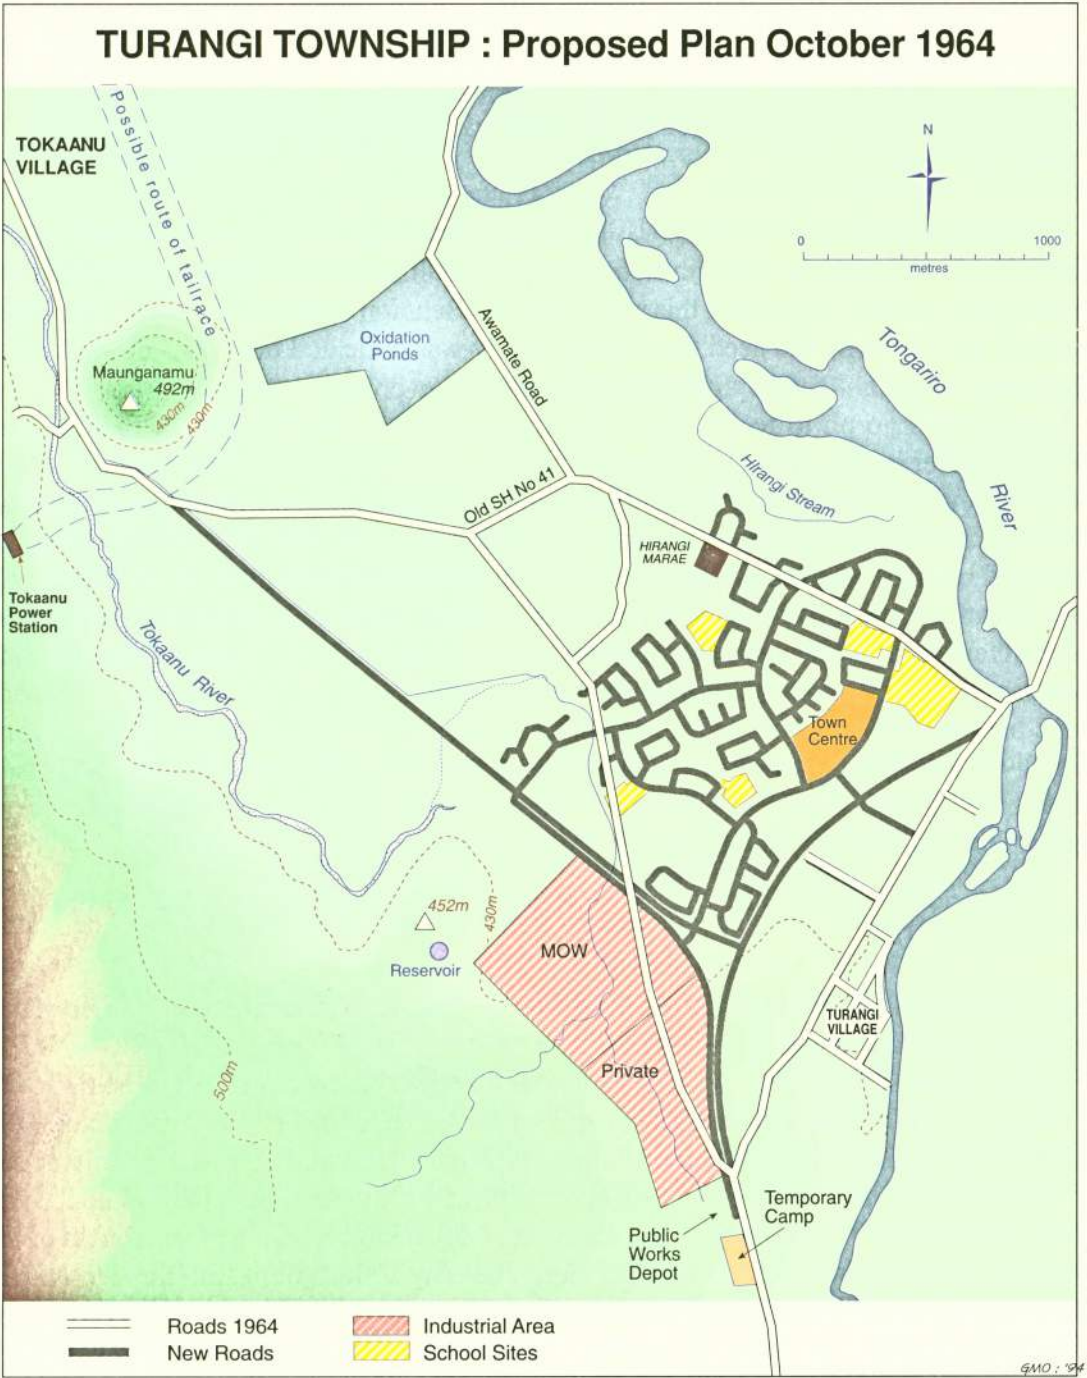 TURANGI TOWNSHIP : Proposed Plan October 1964
TOKAANU
VILLAGE
Possible route of tailrace
N
0
1000
metres
Oxidation
Ponds
Awamate Road
Tongariro
River
Maunganamu
492m
430m
430m
Old SH No 41
Hirangi Stream
HIRANGI
MARAE
Tokaanu
Power
Station
Tokaanu River
Town
Centre
452m
430m
Reservoir
MOW
TURANGI
VILLAGE
Private
500m
Temporary
Camp
Public
Works
Depot
Roads 1964
New Roads
Industrial Area
School Sites
GMO : '94